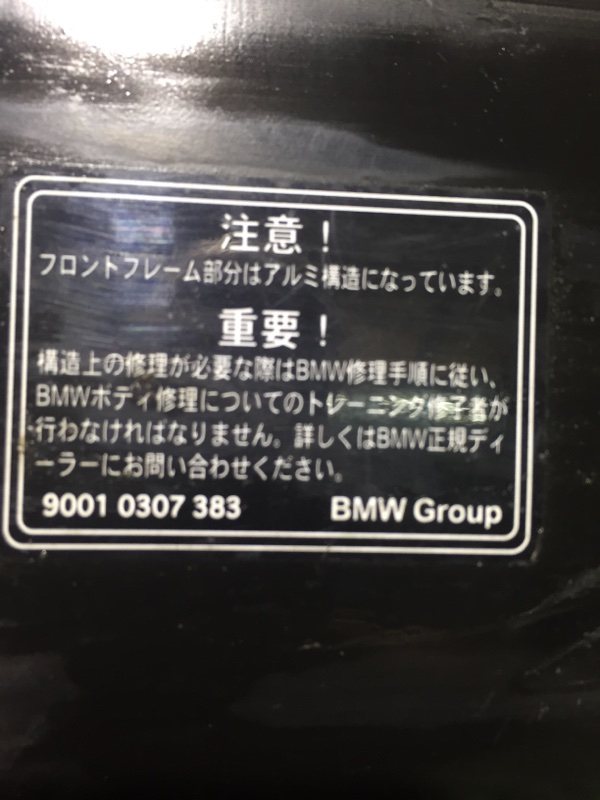 注意！
フロントフレーム部分はアルミ構造になっています。
重要！
構造上の修理が必要な際はBMW修理手順に従い、
BMWボディ修理についてのトレーニング修了者が
行わなければなりません。詳しくはBMW正規ディ
ーラーにお問い合わせください。
9001 0307 383 BMW Group